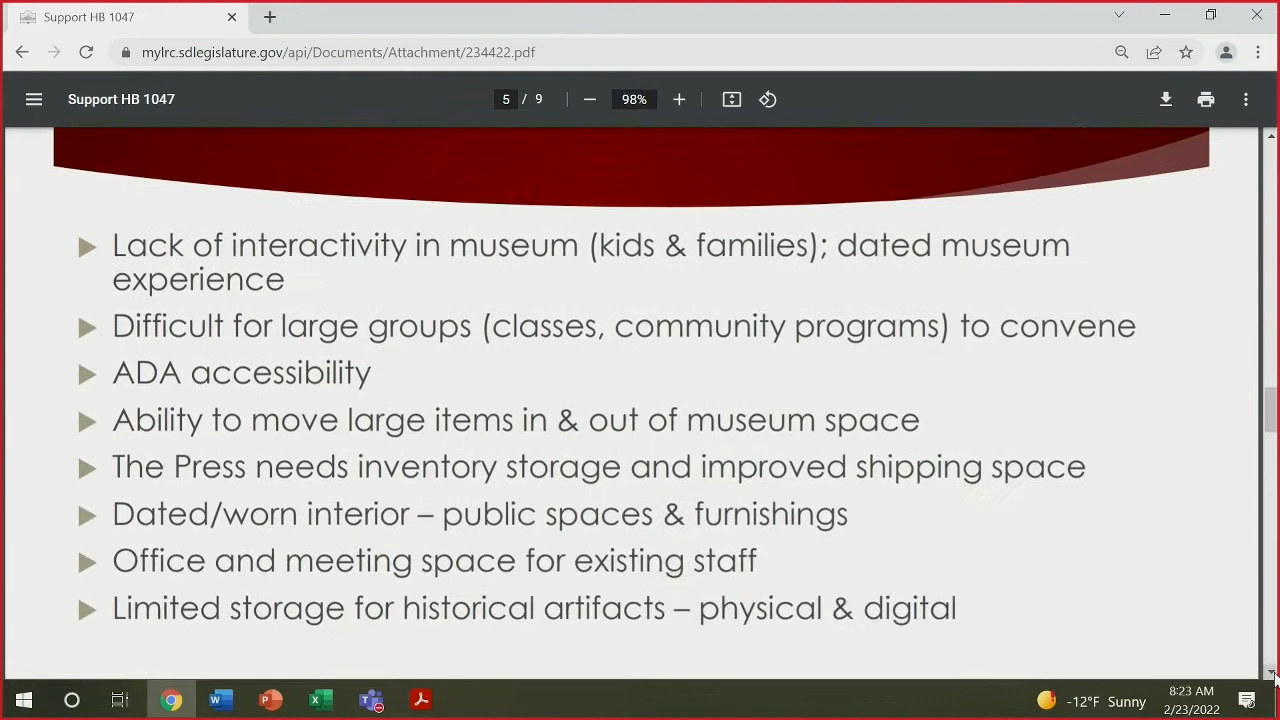 Support HB 1047
mylrc.sdlegislature.gov/api/Documents/Attachment/234422.pdf
Support HB 1047
5 / 9
98%
Lack of interactivity in museum (kids & families); dated museum
experience
Difficult for large groups (classes, community programs) to convene
ADA accessibility
Ability to move large items in & out of museum space
The Press needs inventory storage and improved shipping space
Dated/worn interior – public spaces & furnishings
Office and meeting space for existing staff
Limited storage for historical artifacts – physical & digital
-12°F Sunny
8:23 AM
2/23/2022